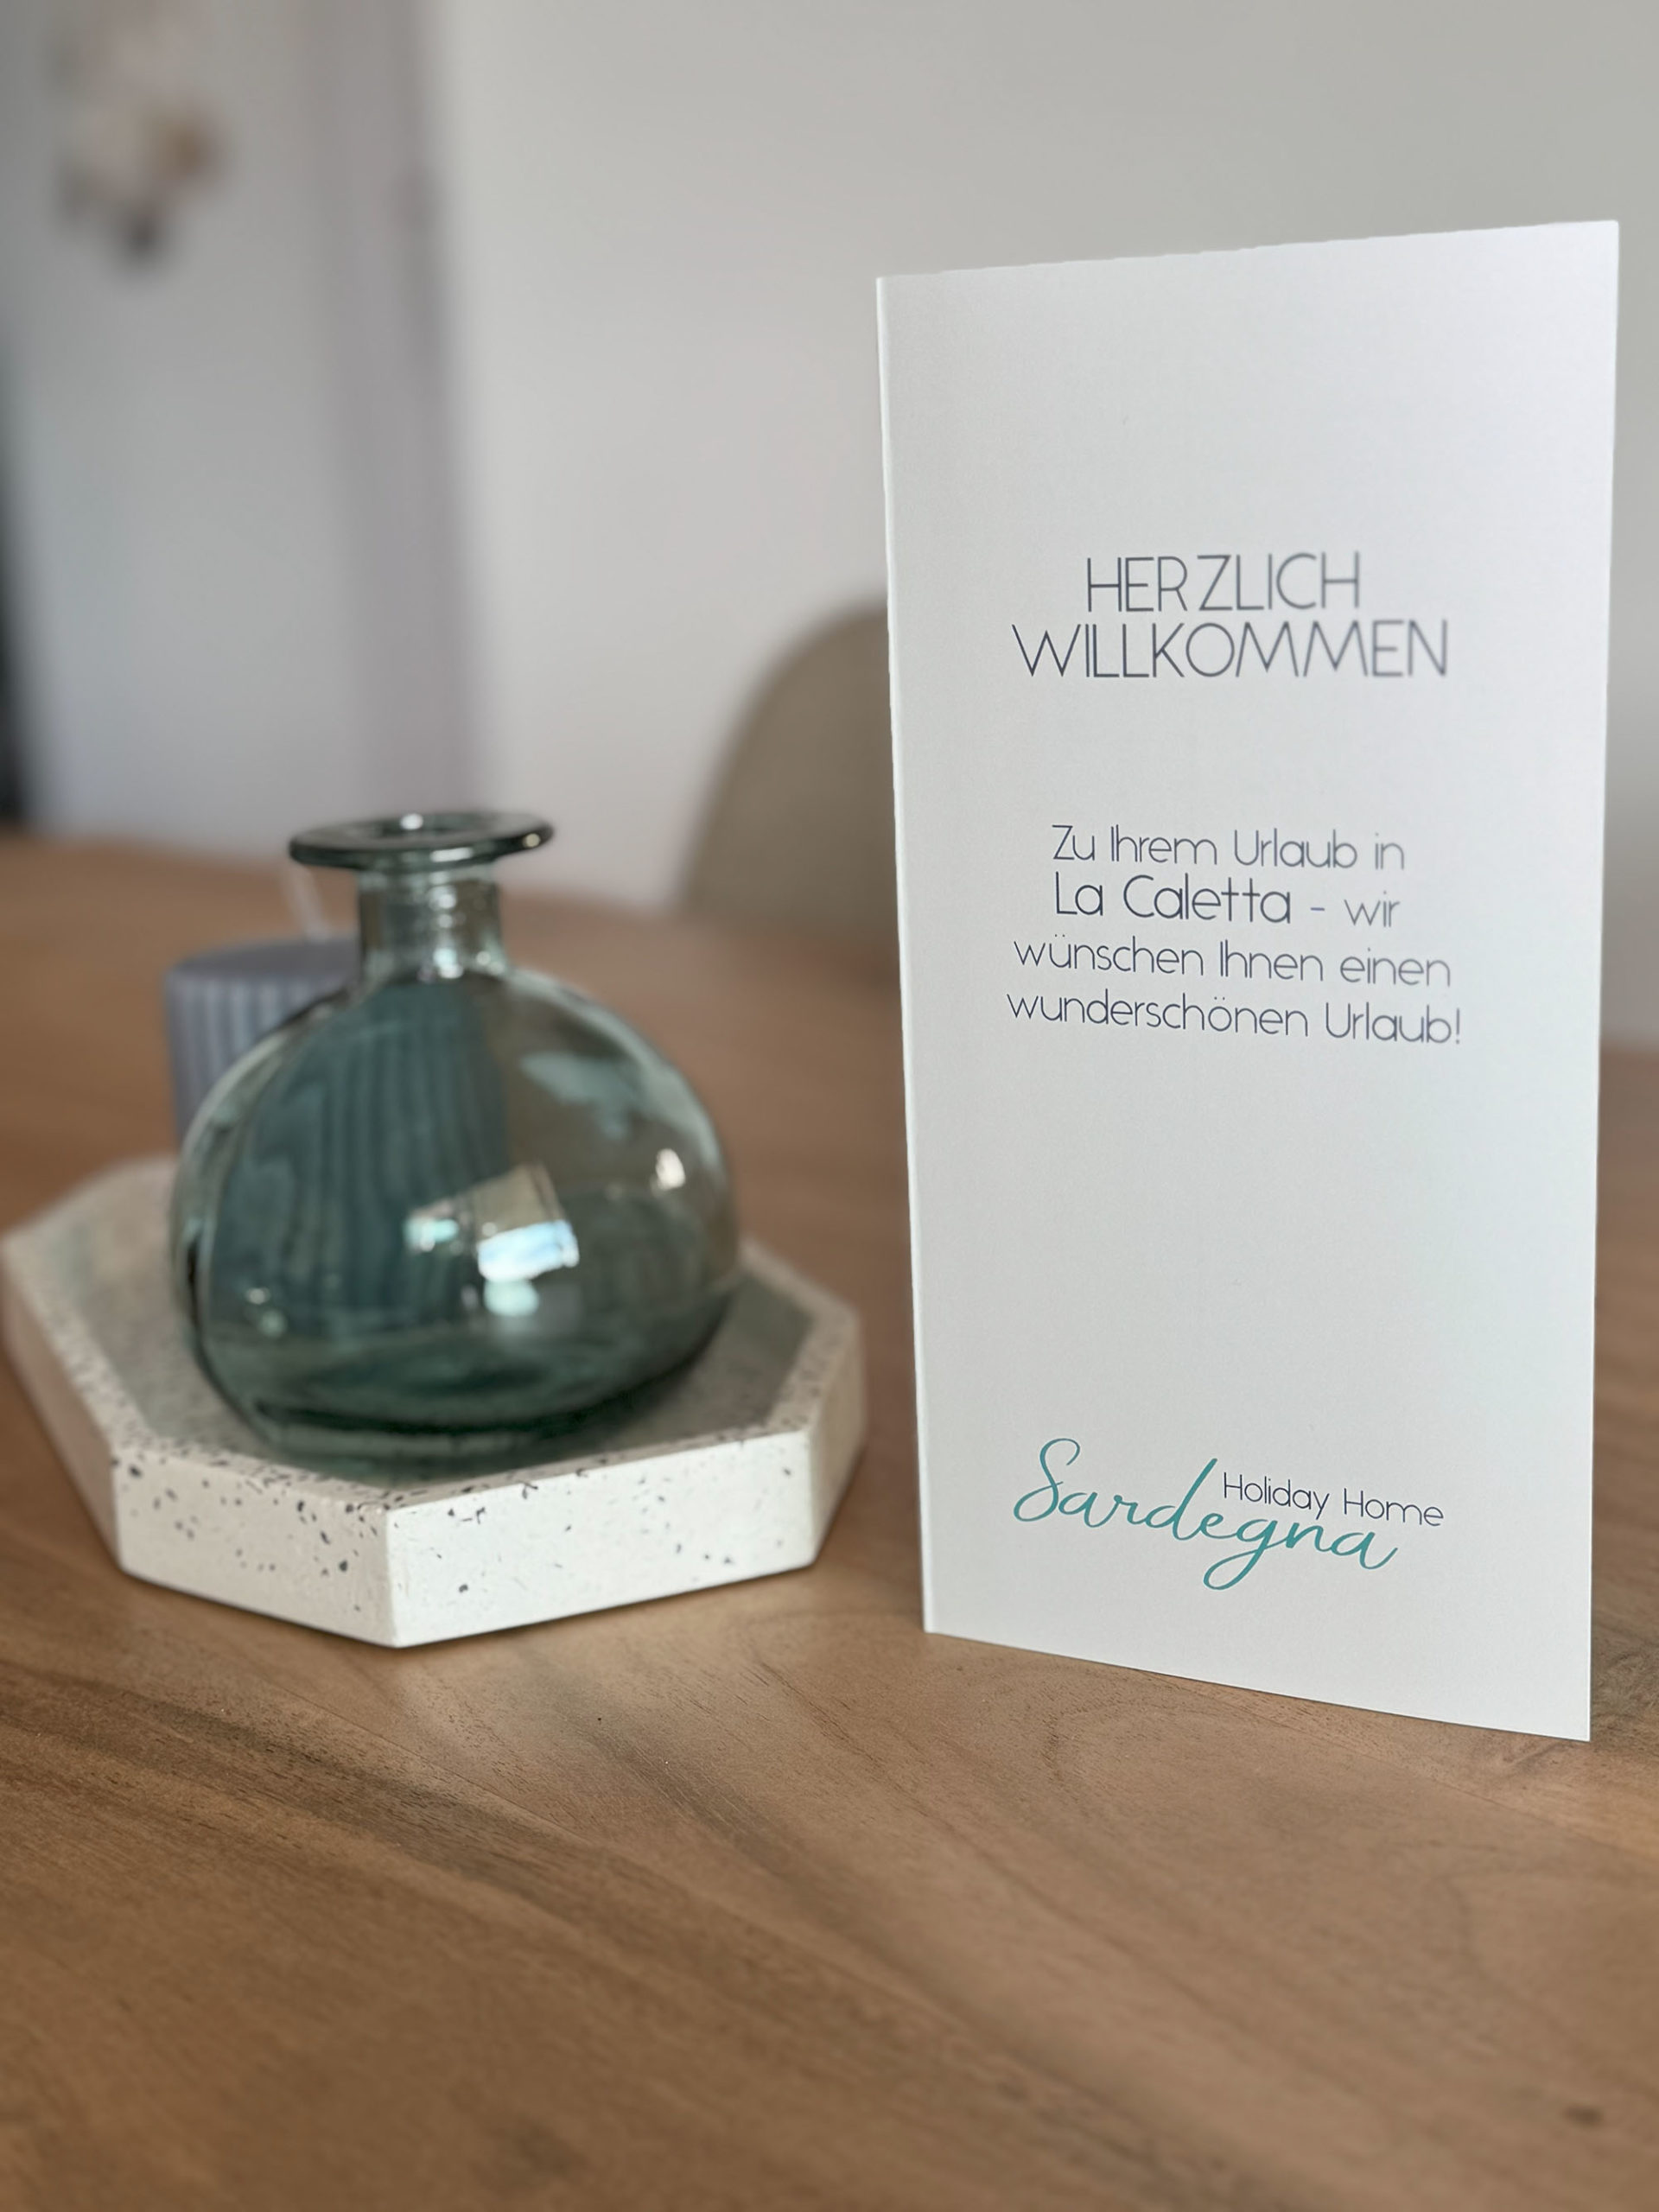 HERZLICH
WILLKOMMEN
Zu Ihrem Urlaub in
La Caletta - wir
wünschen Ihnen einen
wunderschönen Urlaub!
Holiday Home
Sardegna